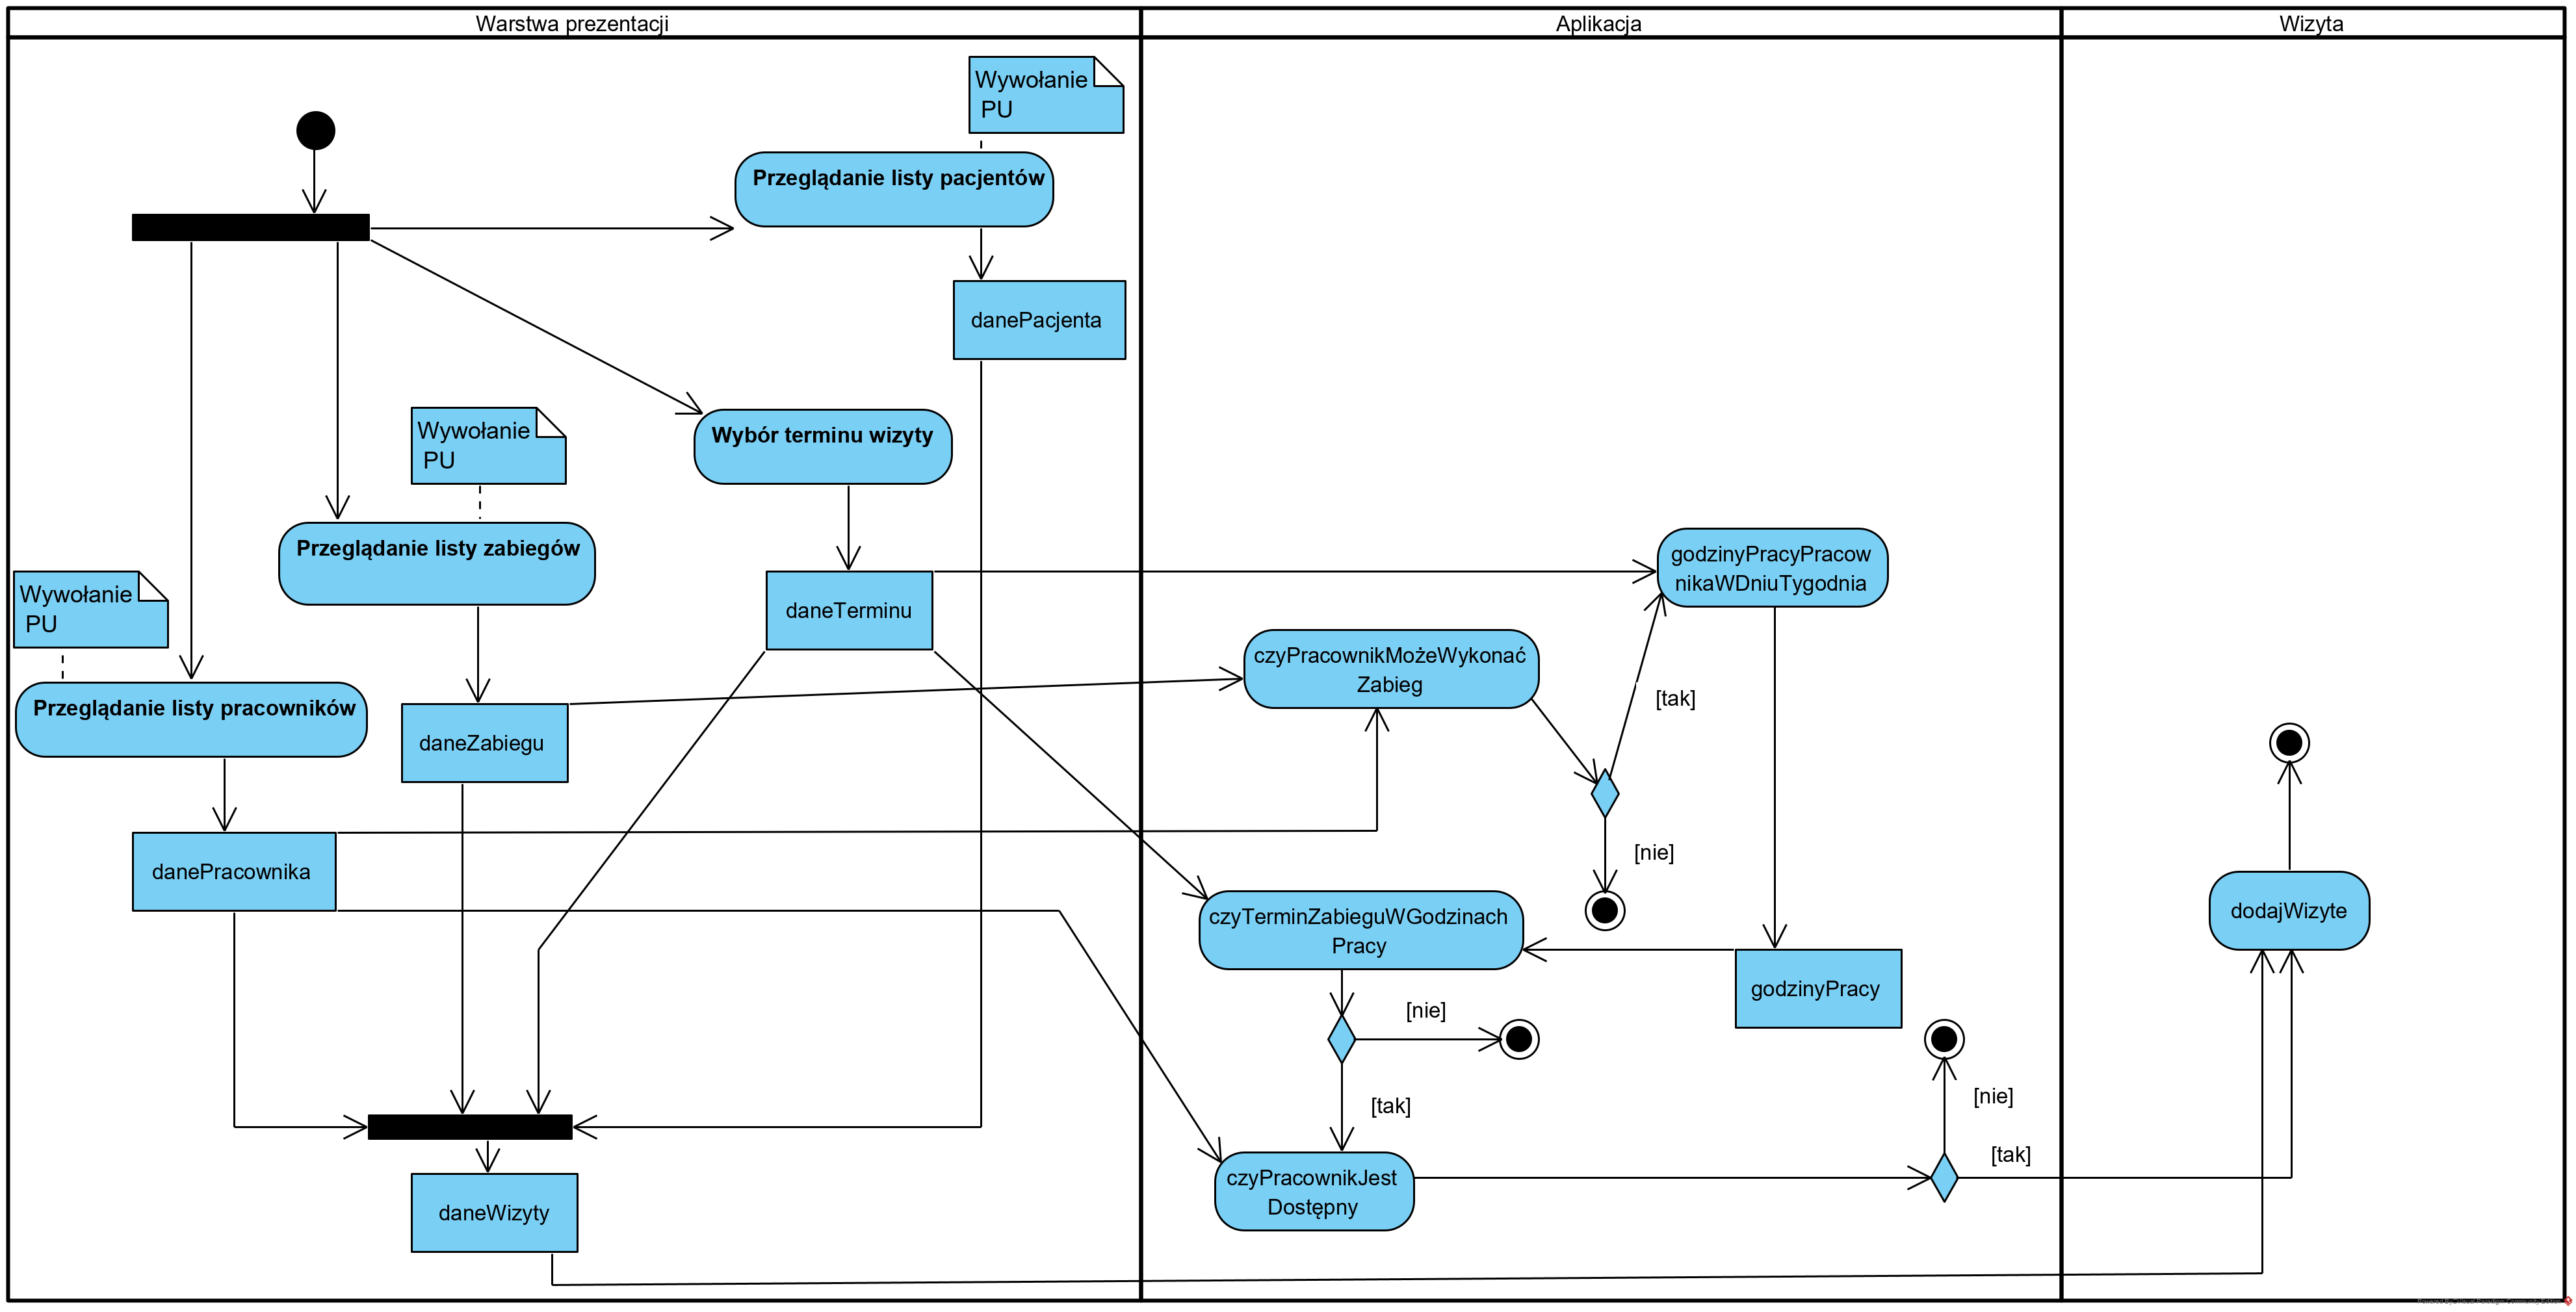 Warstwa prezentacji
Aplikacja
Wizyta
Wywołanie
PU
Przeglądanie listy pacjentów
danePacjenta
Wywołanie
PU
Wybór terminu wizyty
Przeglądanie listy zabiegów
Wywołanie
PU
daneTerminu
godzinyPracyPracow
nikaWDniuTygodnia
czyPracownikMożeWykonać
Zabieg
[tak]
Przeglądanie listy pracowników
daneZabiegu
[nie]
danePracownika
czyTerminZabieguWGodzinach
Pracy
dodajWizyte
godzinyPracy
[nie]
[tak]
[nie]
[tak]
czyPracownikJest
Dostępny
daneWizyty